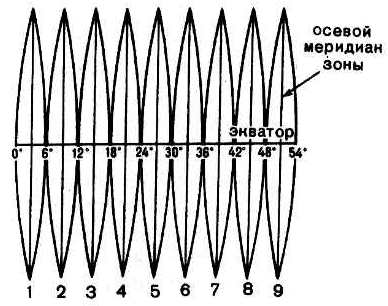 осевой
меридиан
зоны
экватор
0° 6° 12° 18° 24° 30° 36° 42° 48° 54°
1 2 3 4 5 6 7 8 9